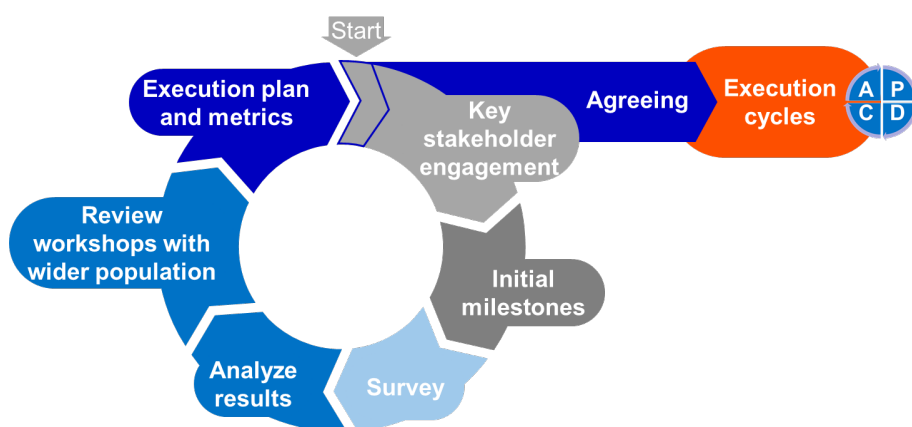 Start
Key
stakeholder
engagement
Initial
milestones
Survey
Analyze
results
Review
workshops with
wider population
Execution plan
and metrics
Agreeing
Execution
cycles
A P
C D